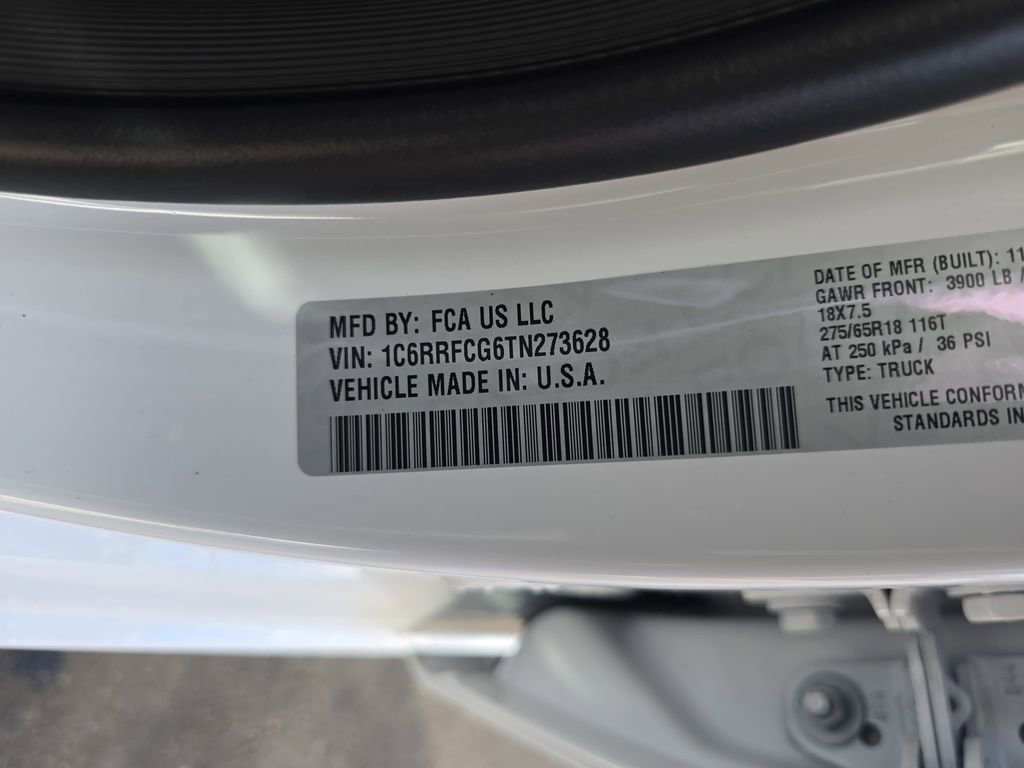 MFD BY: FCA US LLC
VIN: 1C6RRFCG6TN273628
VEHICLE MADE IN: U.S.A.
DATE OF MFR (BUILT): 11
GAWR FRONT: 3900 LB /
18X7.5
275/65R18 116T
AT 250 kPa / 36 PSI
TYPE: TRUCK
THIS VEHICLE CONFORM
STANDARDS IN